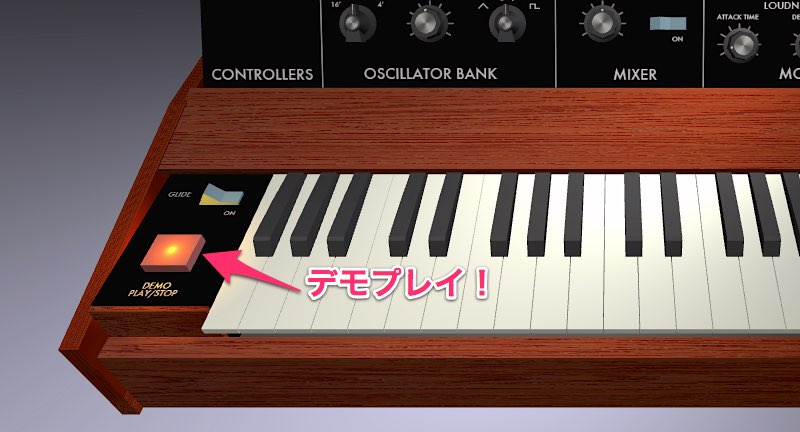 16' 4'
LOUDN
ATTACK TIME DE
ON
CONTROLLERS OSCILLATOR BANK MIXER MO
GLIDE
ON
デモプレイ！
DEMO
PLAY/STOP